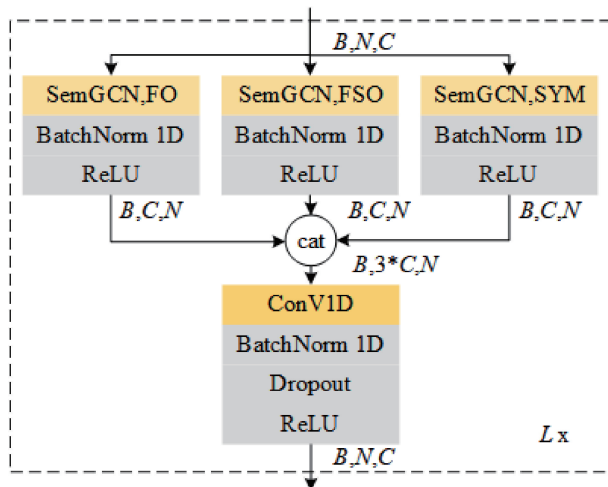 B,N,C
SemGCN,FO
BatchNorm 1D
ReLU
SemGCN,FSO
BatchNorm 1D
ReLU
SemGCN,SYM
BatchNorm 1D
ReLU
B,C,N
B,C,N
B,C,N
cat
B,3*C,N
ConV1D
BatchNorm 1D
Dropout
ReLU
L x
B,N,C